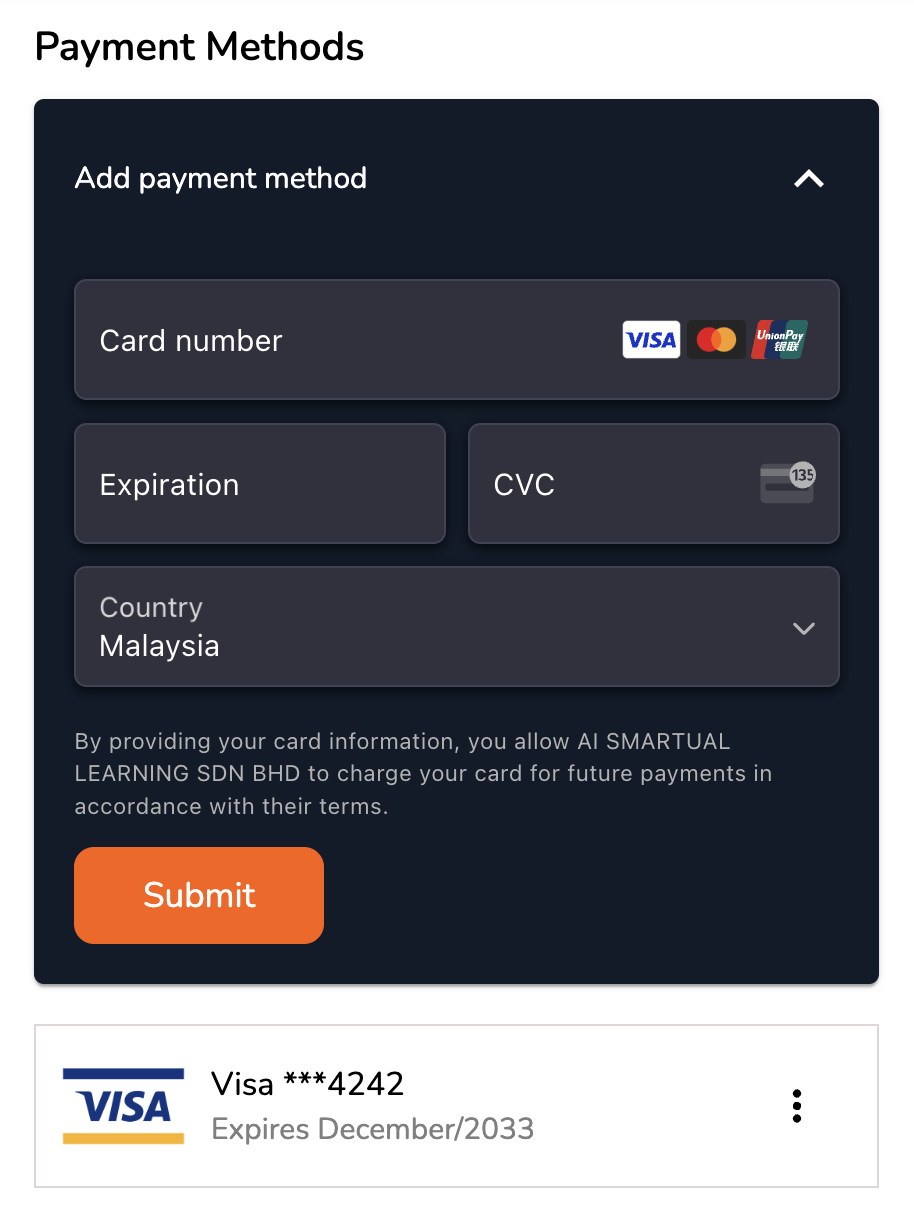 Payment Methods
Add payment method
Card number
VISA
UnionPay
银联
Expiration
CVC
135
Country
Malaysia
By providing your card information, you allow AI SMARTUAL
LEARNING SDN BHD to charge your card for future payments in
accordance with their terms.
Submit
VISA
Visa ***4242
Expires December/2033